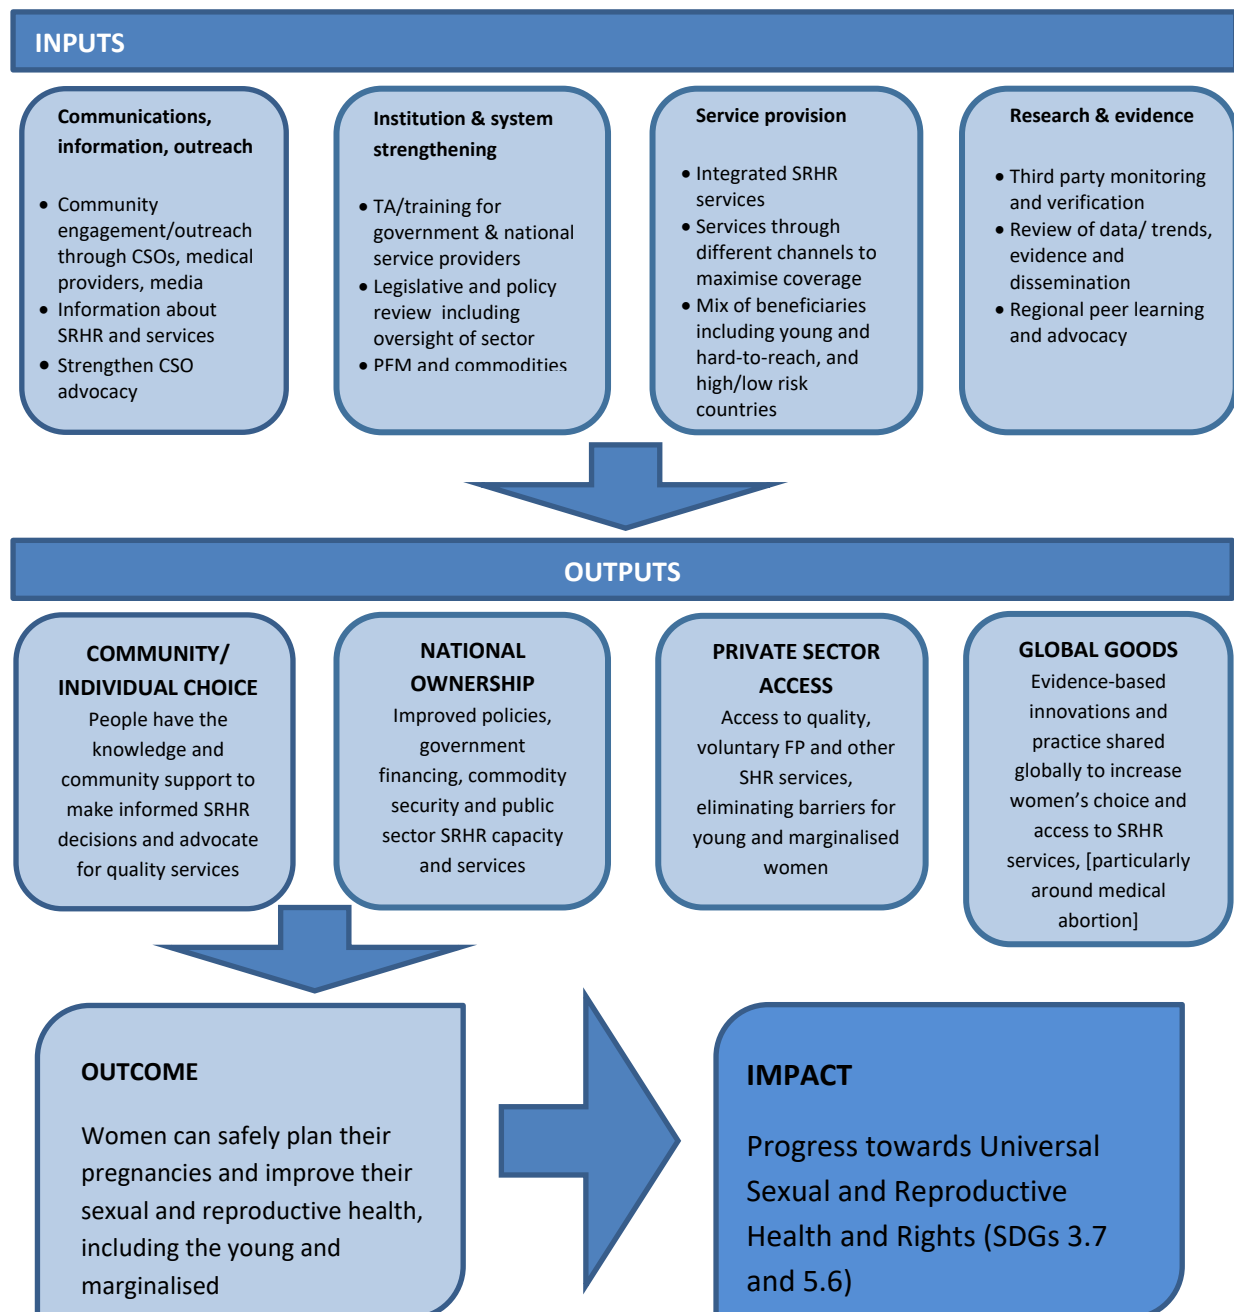 INPUTS
Communications,
information, outreach
• Community
engagement/outreach
through CSOs, medical
providers, media
• Information about
SRHR and services
• Strengthen CSO
advocacy
Institution & system
strengthening
• TA/training for
government & national
service providers
• Legislative and policy
review including
oversight of sector
• PFM and commodities
Service provision
• Integrated SRHR
services
• Services through
different channels to
maximise coverage
• Mix of beneficiaries
including young and
hard-to-reach, and
high/low risk
countries
Research & evidence
• Third party monitoring
and verification
• Review of data/ trends,
evidence and
dissemination
• Regional peer learning
and advocacy
OUTPUTS
COMMUNITY/
INDIVIDUAL CHOICE
People have the
knowledge and
community support to
make informed SRHR
decisions and advocate
for quality services
NATIONAL
OWNERSHIP
Improved policies,
government
financing, commodity
security and public
sector SRHR capacity
and services
PRIVATE SECTOR
ACCESS
Access to quality,
voluntary FP and other
SHR services,
eliminating barriers for
young and marginalised
women
GLOBAL GOODS
Evidence-based
innovations and
practice shared
globally to increase
women’s choice and
access to SRHR
services, [particularly
around medical
abortion]
OUTCOME
Women can safely plan their
pregnancies and improve their
sexual and reproductive health,
including the young and
marginalised
IMPACT
Progress towards Universal
Sexual and Reproductive
Health and Rights (SDGs 3.7
and 5.6)